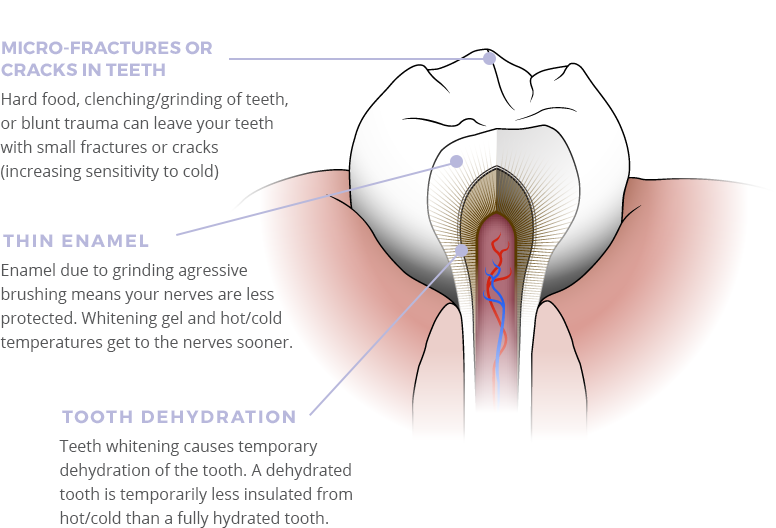 MICRO-FRACTURES OR
CRACKS IN TEETH
Hard food, clenching/grinding of teeth,
or blunt trauma can leave your teeth
with small fractures or cracks
(increasing sensitivity to cold)
THIN ENAMEL
Enamel due to grinding agressive
brushing means your nerves are less
protected. Whitening gel and hot/cold
temperatures get to the nerves sooner.
TOOTH DEHYDRATION
Teeth whitening causes temporary
dehydration of the tooth. A dehydrated
tooth is temporarily less insulated from
hot/cold than a fully hydrated tooth.